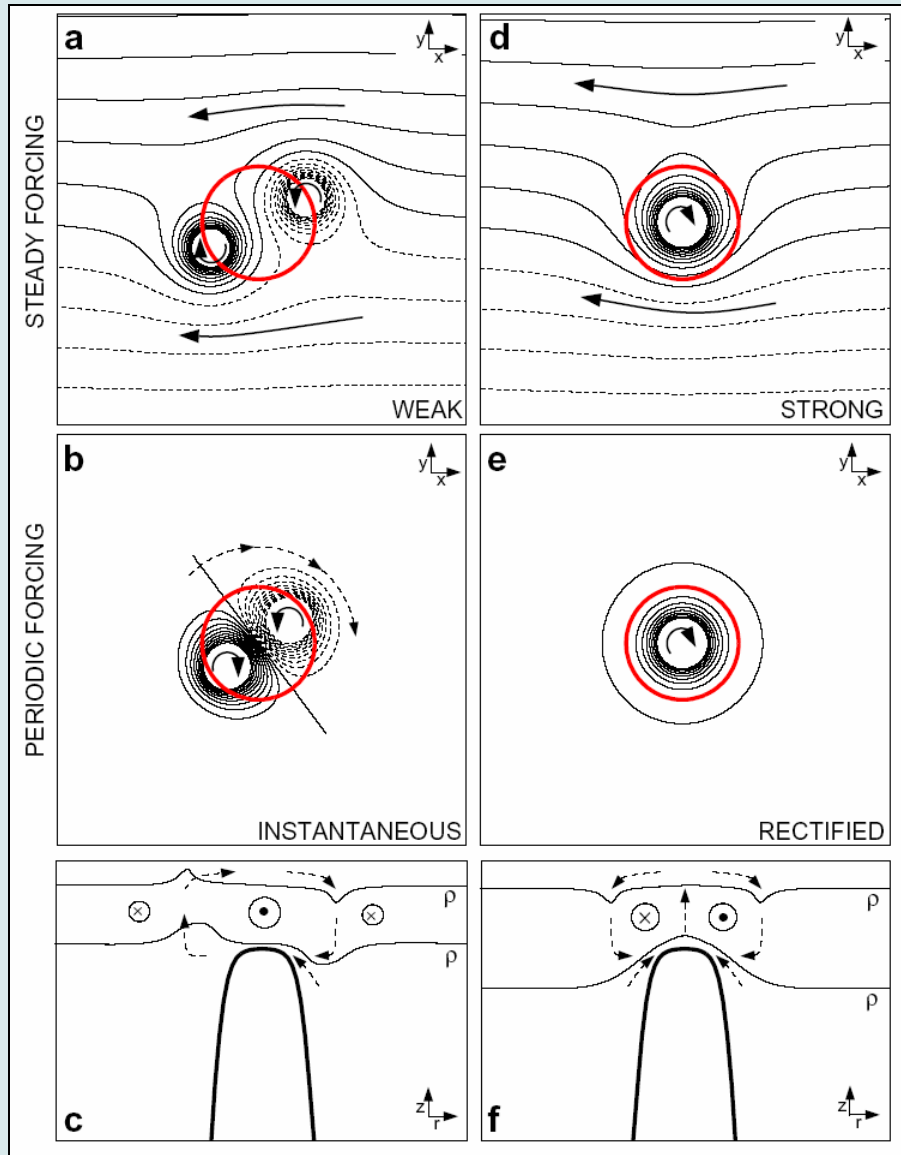 STEADY FORCING
a
y
x
WEAK
d
y
x
STRONG
PERIODIC FORCING
b
y
x
INSTANTANEOUS
e
y
x
RECTIFIED
ρ
ρ
c
z
r
ρ
ρ
f
z
r